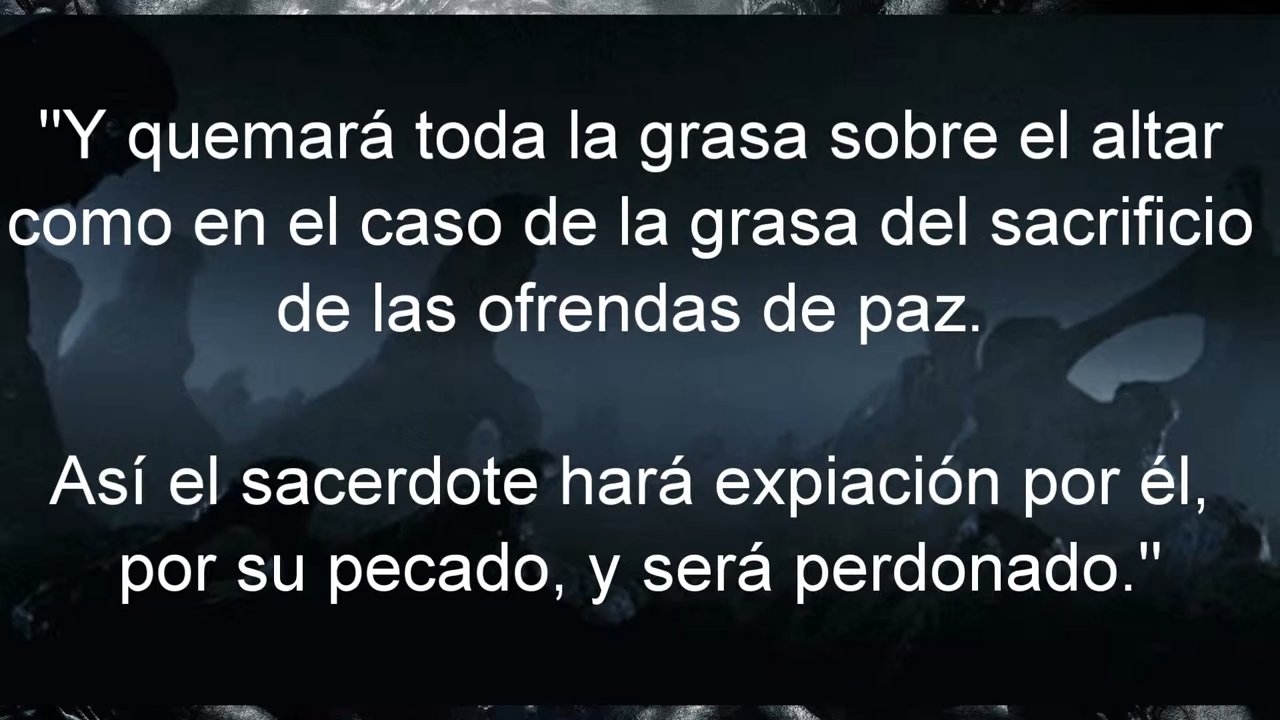 "Y quemará toda la grasa sobre el altar
como en el caso de la grasa del sacrificio
de las ofrendas de paz.
Así el sacerdote hará expiación por él,
por su pecado, y será perdonado."